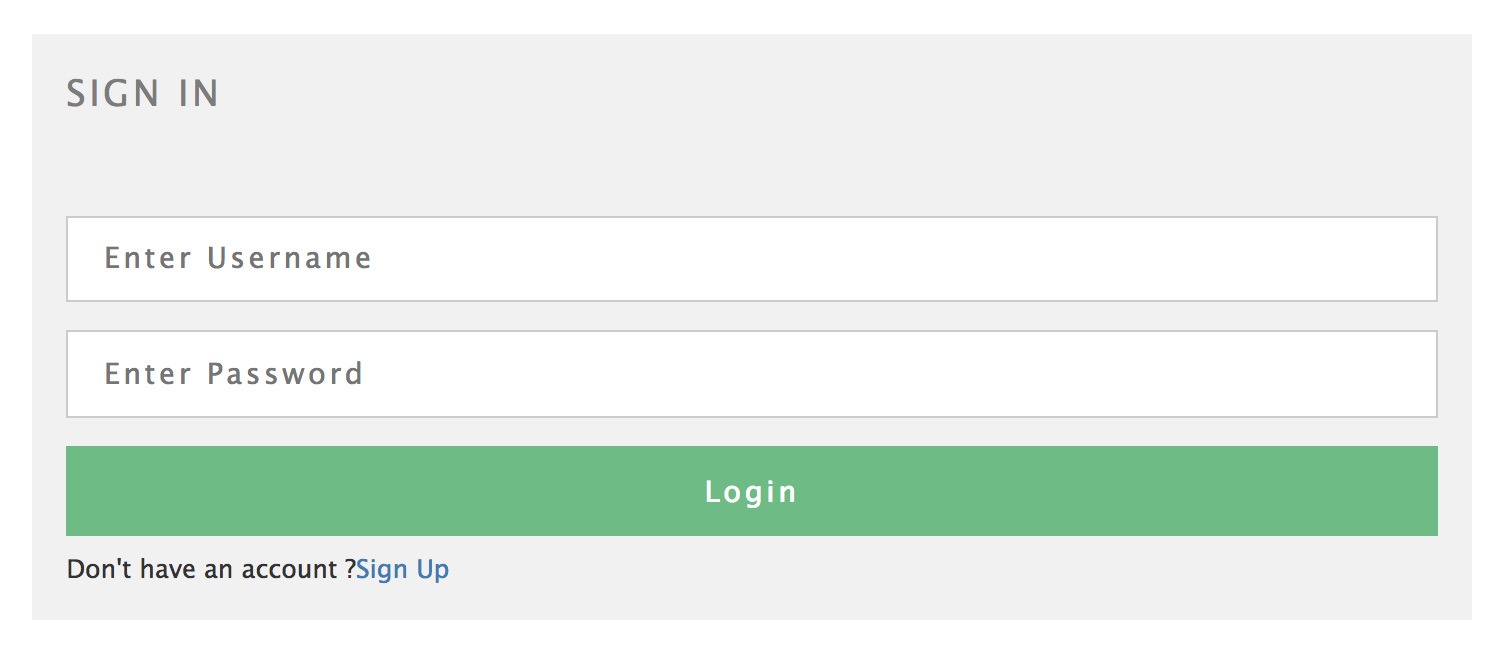 SIGN IN
Enter Username
Enter Password
Login
Don't have an account ?Sign Up